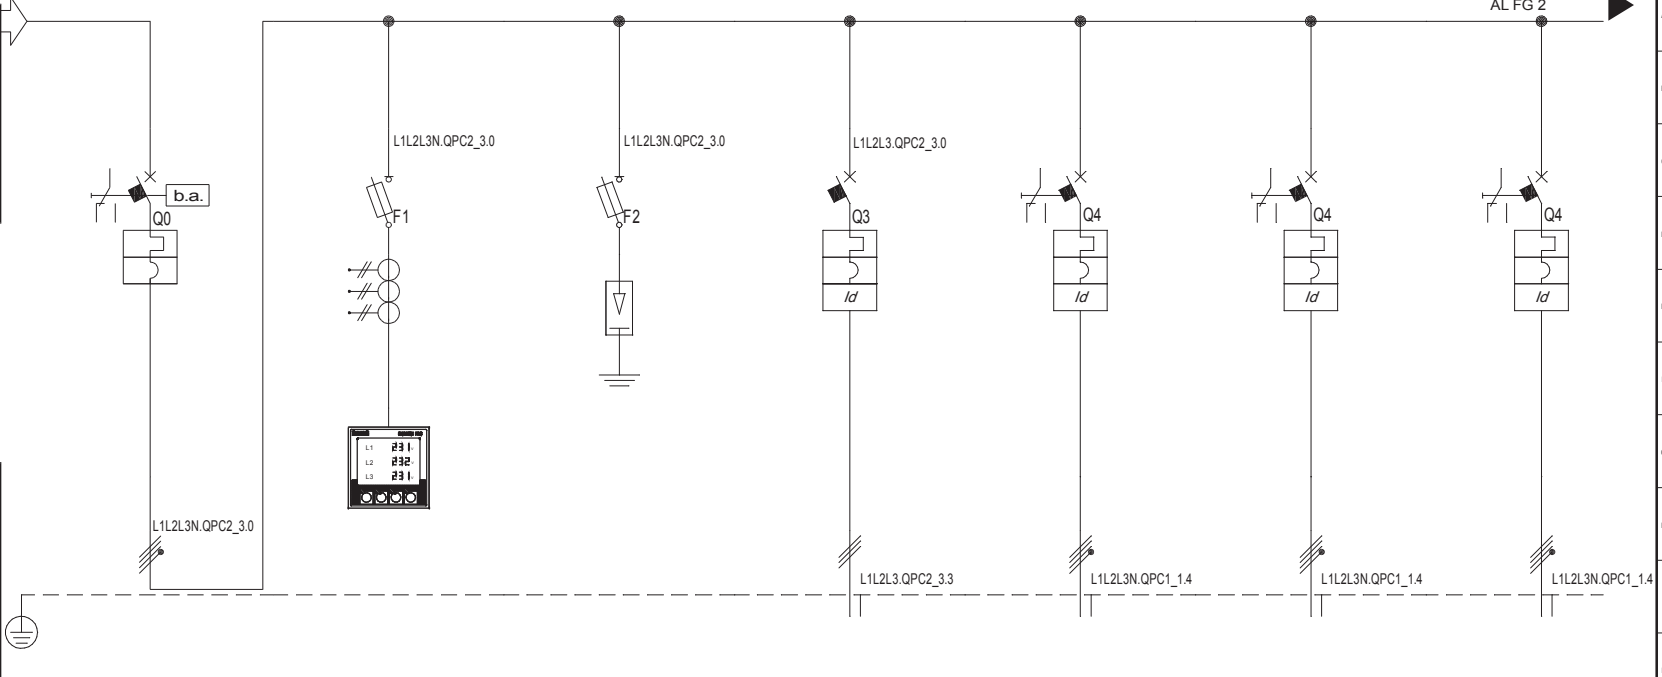 AL FG 2
L1L2L3N.QPC2_3.0
L1L2L3N.QPC2_3.0
L1L2L3.QPC2_3.0
b.a.
Q0
F1
F2
Q3
Q4
Q4
Q4
Id
Id
Id
Id
L1 231
L2 232
L3 231
L1L2L3N.QPC2_3.0
L1L2L3.QPC2_3.3
L1L2L3N.QPC1_1.4
L1L2L3N.QPC1_1.4
L1L2L3N.QPC1_1.4